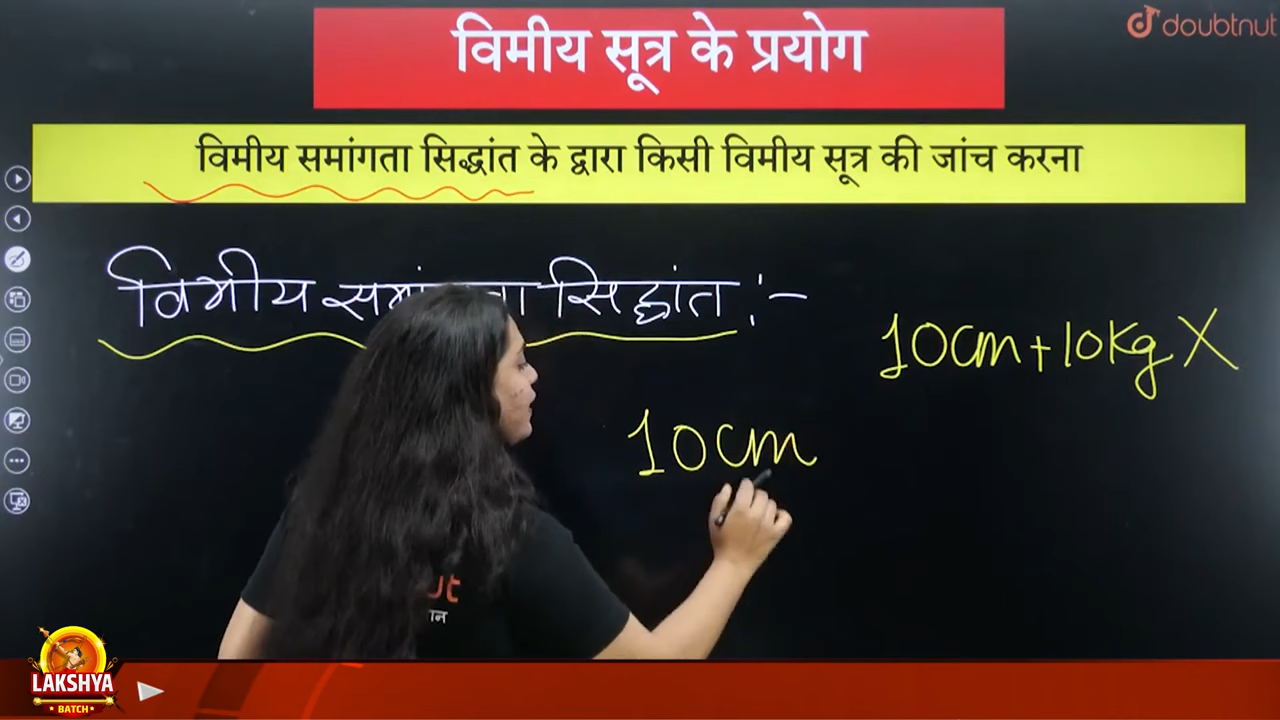 विमीय सूत्र के प्रयोग
doubtnut
विमीय समांगता सिद्धांत के द्वारा किसी विमीय सूत्र की जांच करना
विमीय सिद्धांत :-
10cm + 10Kg X
10cm
LAKSHYA
BATCH